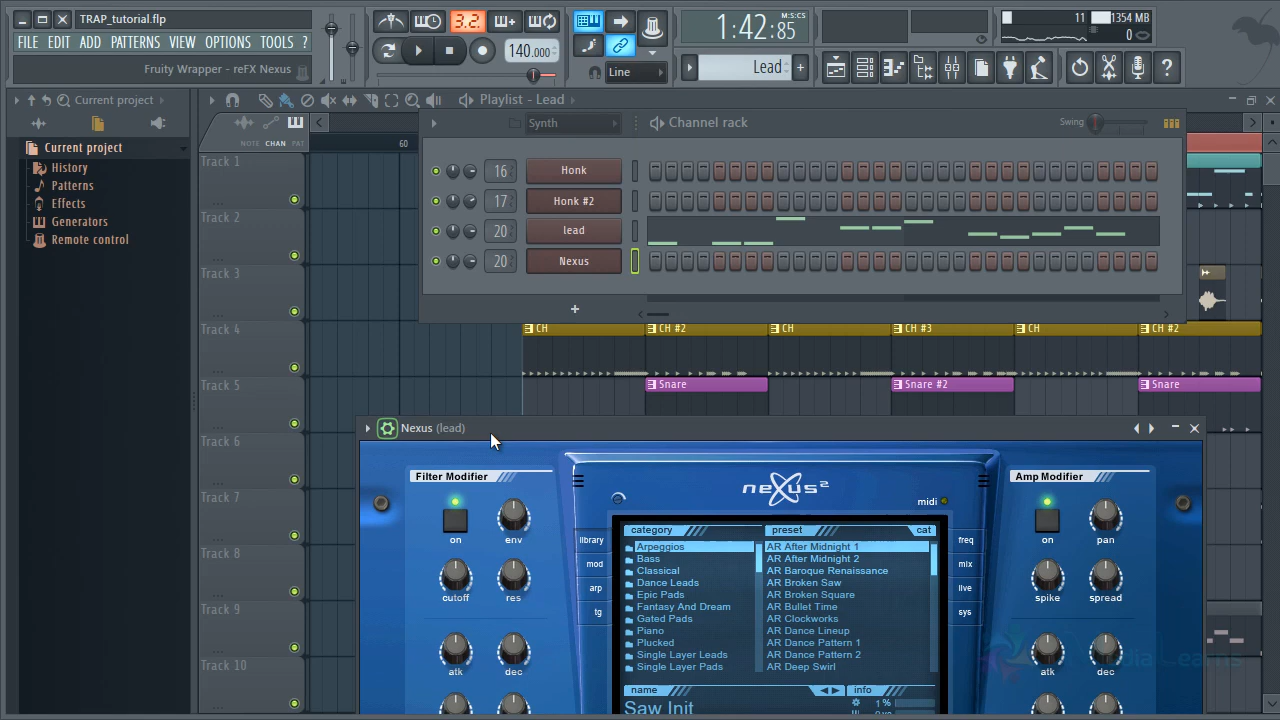 TRAP_tutorial.flp
FILE EDIT ADD PATTERNS VIEW OPTIONS TOOLS ?
Fruity Wrapper - reFX Nexus
3.2.
140.000
Line
1:42:85
M:S:CS
Lead
11
1354 MB
0
Current project
Playlist - Lead
Current project
History
Patterns
Effects
Generators
Remote control
NOTE CHAN PAT
60
Track 1
Track 2
Track 3
Track 4
Track 5
Track 6
Track 7
Track 8
Track 9
Track 10
Synth
Channel rack
Swing
16 Honk
17 Honk #2
20 lead
20 Nexus
+
CH CH #2 CH CH #3 CH CH #2
Snare Snare #2 Snare
Nexus (lead)
Filter Modifier
on env
cutoff res
atk dec
nexus²
midi
library
mod
arp
tg
category preset cat
Arpeggios AR After Midnight 1
Bass AR After Midnight 2
Classical AR Baroque Renaissance
Dance Leads AR Broken Saw
Epic Pads AR Broken Square
Fantasy And Dream AR Bullet Time
Gated Pads AR Clockworks
Piano AR Dance Lineup
Plucked AR Dance Pattern 1
Single Layer Leads AR Dance Pattern 2
Single Layer Pads AR Deep Swirl
name info
Saw Init
1 %
freq
mix
live
sys
Amp Modifier
on pan
spike spread
atk dec